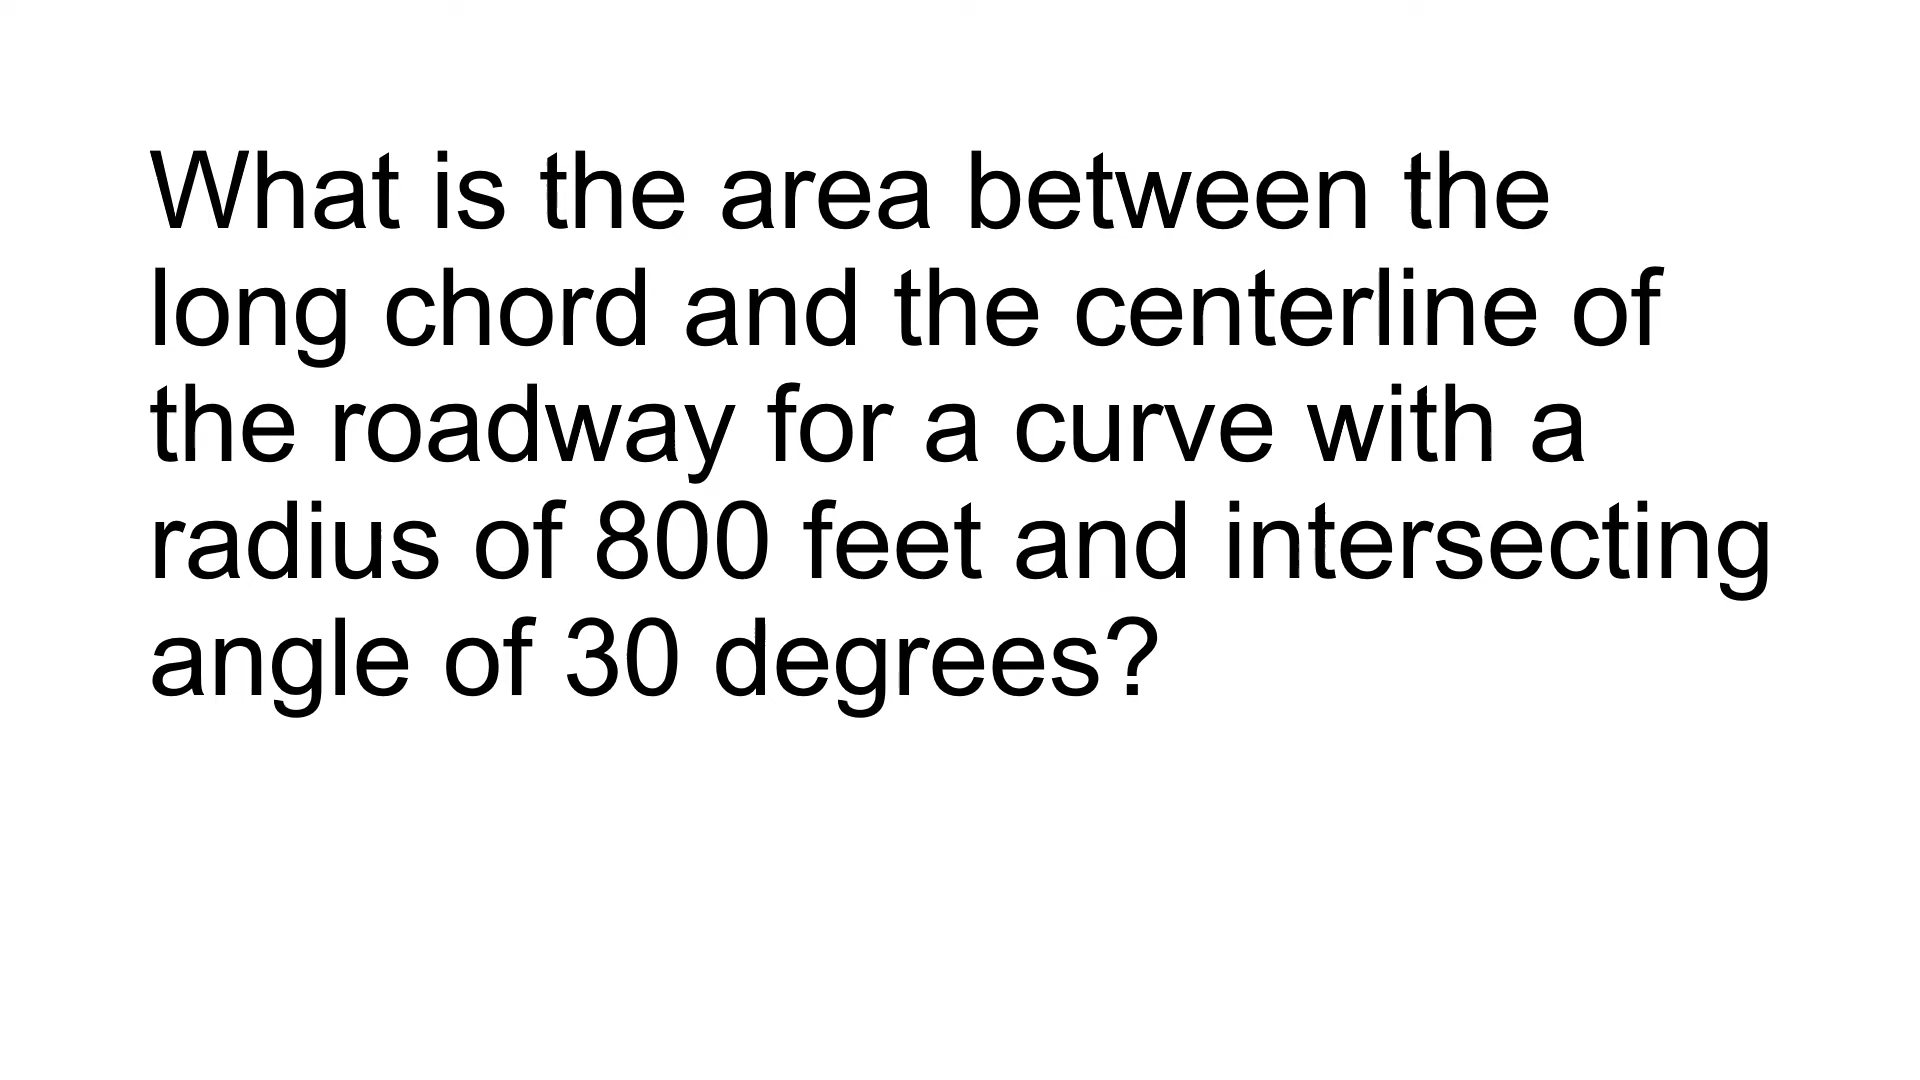 What is the area between the
long chord and the centerline of
the roadway for a curve with a
radius of 800 feet and intersecting
angle of 30 degrees?